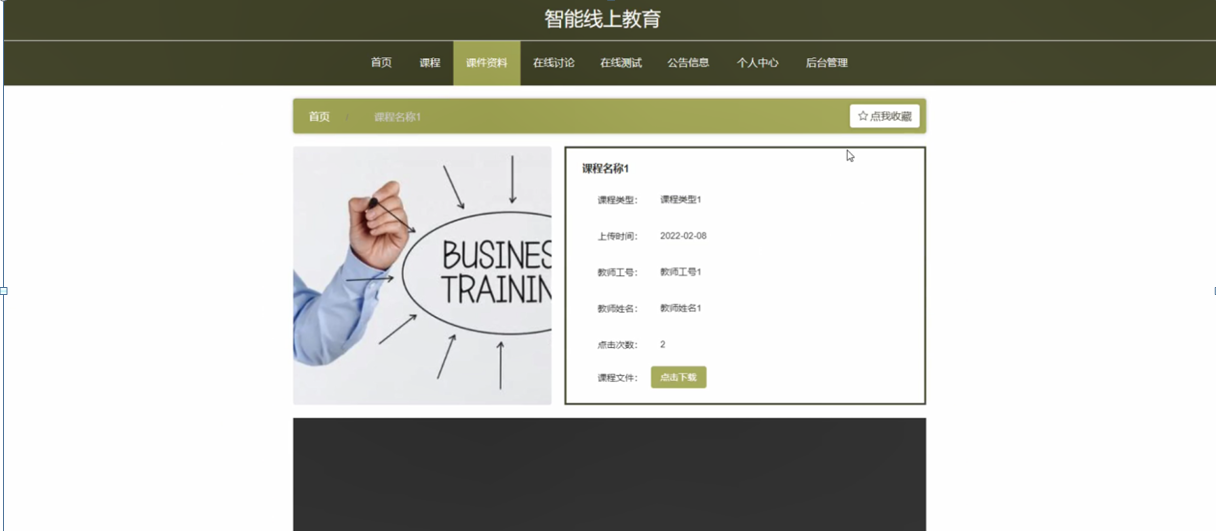 智能线上教育
首页 课程 课件资料 在线讨论 在线测试 公告信息 个人中心 后台管理
首页 / 课程名称1 ☆ 点我收藏
BUSINES
TRAININ
课程名称1
课程类型: 课程类型1
上传时间: 2022-02-08
教师工号: 教师工号1
教师姓名: 教师姓名1
点击次数: 2
课程文件: 点击下载